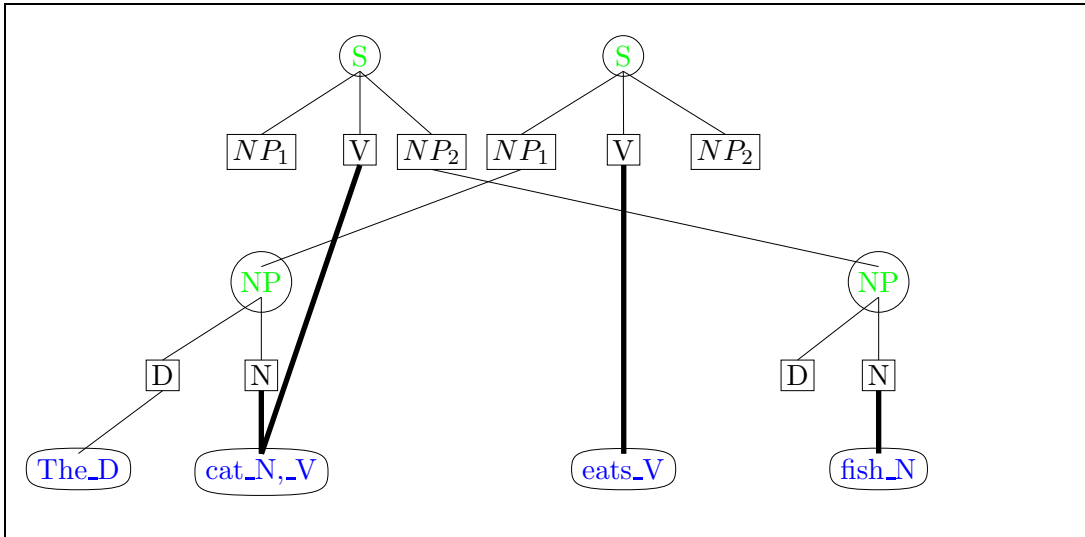 S S
NP₁ V NP₂ NP₁ V NP₂
NP NP
D N D N
The_D cat_N,_V eats_V fish_N